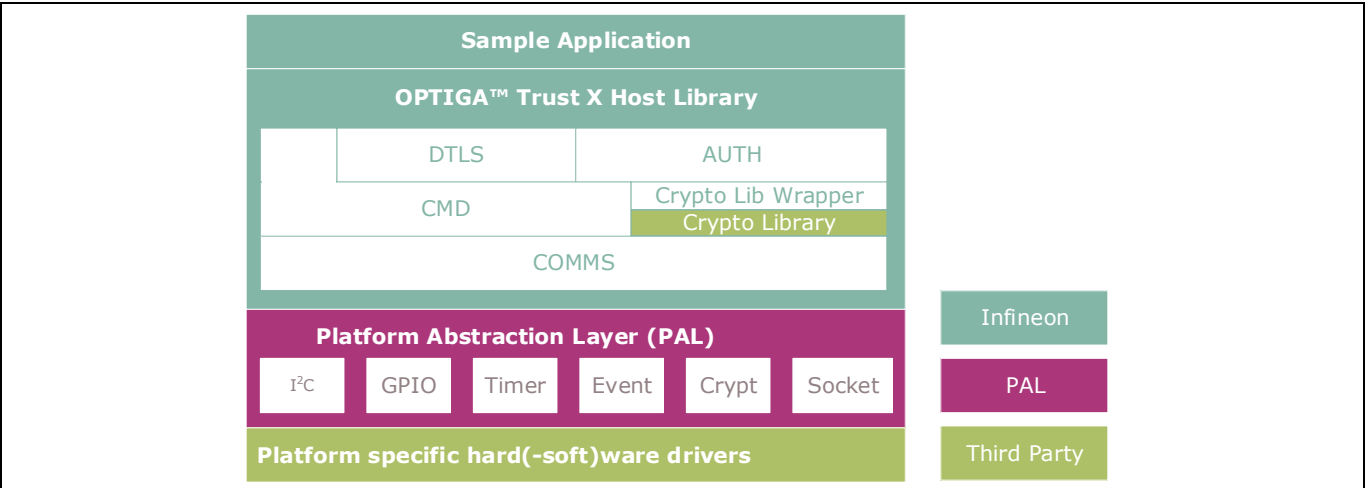 Sample Application
OPTIGA™ Trust X Host Library
DTLS
AUTH
CMD
Crypto Lib Wrapper
Crypto Library
COMMS
Platform Abstraction Layer (PAL)
I²C
GPIO
Timer
Event
Crypt
Socket
Platform specific hard(-soft)ware drivers
Infineon
PAL
Third Party